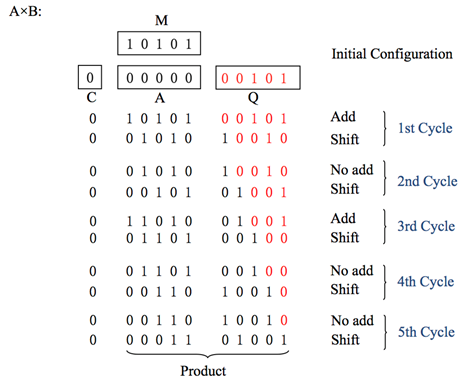 A×B:
M
1 0 1 0 1
Initial Configuration
0 0 0 0 0 0 0 0 1 0 1
C A Q
0 1 0 1 0 1 0 0 1 0 1 Add
0 0 1 0 1 0 1 0 0 1 0 Shift
1st Cycle
0 0 1 0 1 0 1 0 0 1 0 No add
0 0 0 1 0 1 0 1 0 0 1 Shift
2nd Cycle
0 1 1 0 1 0 0 1 0 0 1 Add
0 0 1 1 0 1 0 0 1 0 0 Shift
3rd Cycle
0 0 1 1 0 1 0 0 1 0 0 No add
0 0 0 1 1 0 1 0 0 1 0 Shift
4th Cycle
0 0 0 1 1 0 1 0 0 1 0 No add
0 0 0 0 1 1 0 1 0 0 1 Shift
5th Cycle
Product